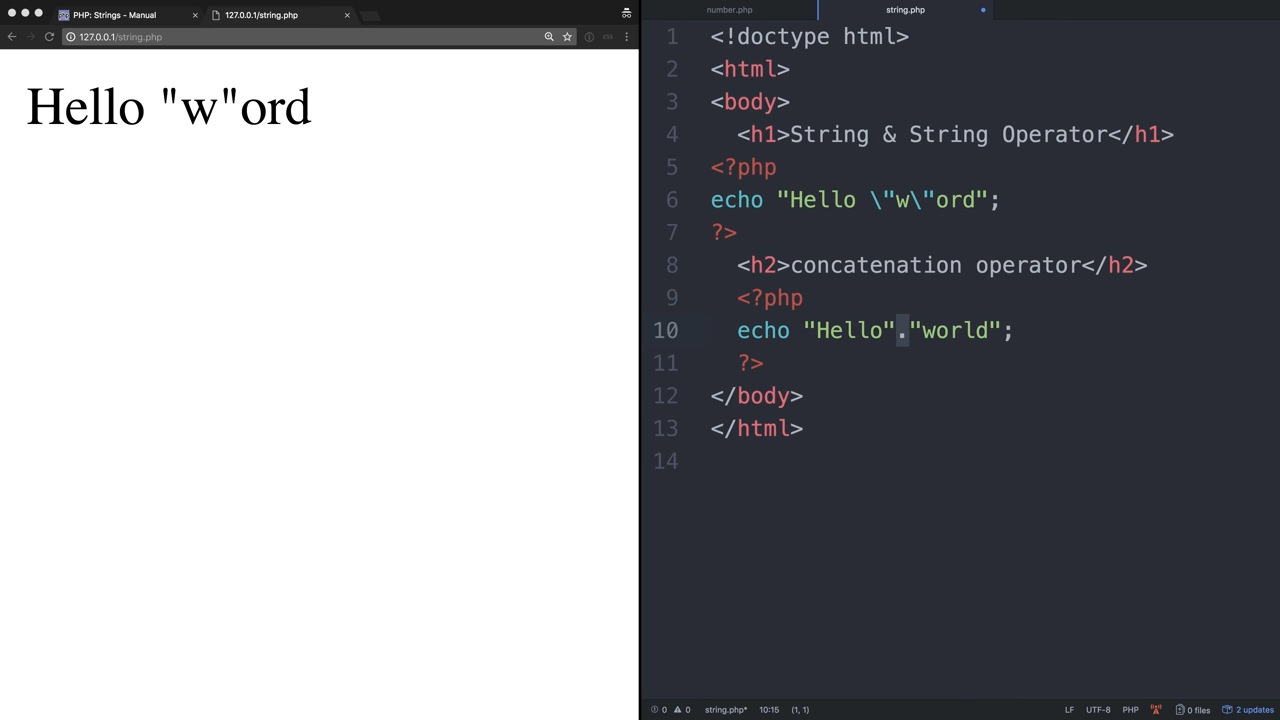 PHP: Strings - Manual
127.0.0.1/string.php
127.0.0.1/string.php
Hello "w"ord
number.php
string.php
1 <!doctype html>
2 <html>
3 <body>
4 <h1>String & String Operator</h1>
5 <?php
6 echo "Hello \"w\"ord";
7 ?>
8 <h2>concatenation operator</h2>
9 <?php
10 echo "Hello"."world";
11 ?>
12 </body>
13 </html>
14
0 0 string.php* 10:15 (1, 1)
LF UTF-8 PHP 0 files 2 updates